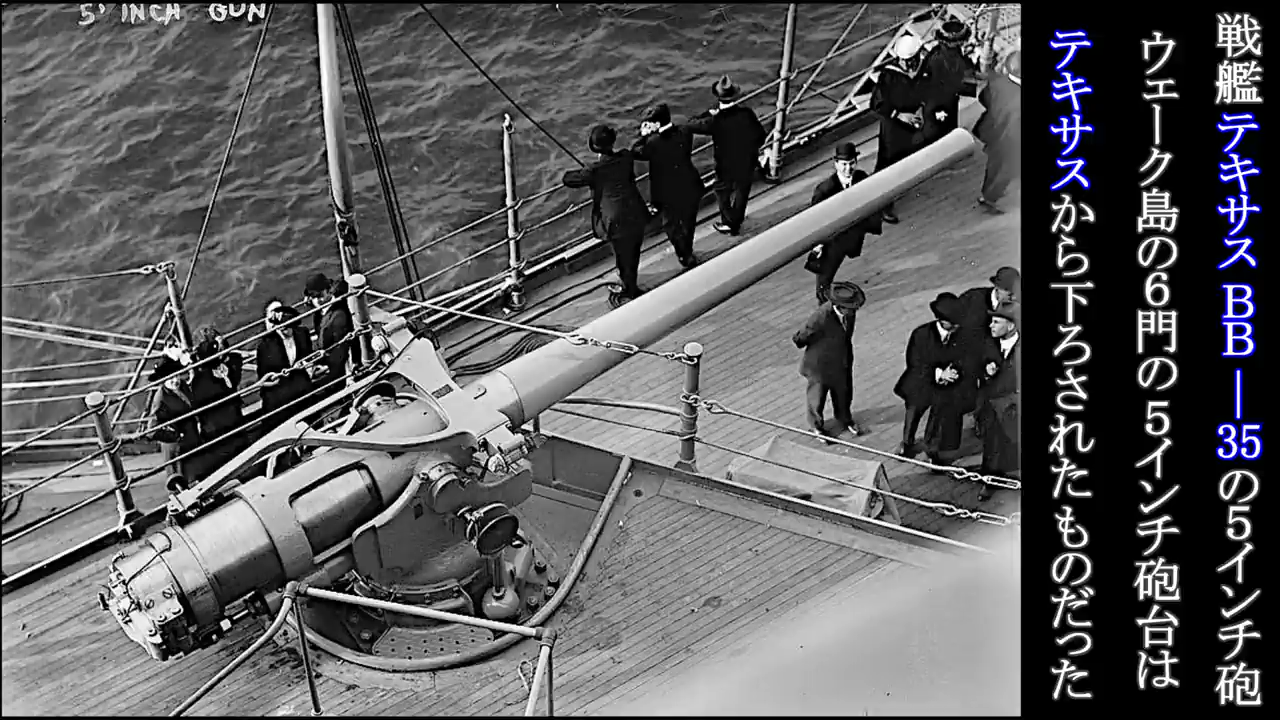 5' INCH GUN
戦艦 テキサス BB―35の5インチ砲
ウェーク島の6門の5インチ砲台は
テキサスから下ろされたものだった